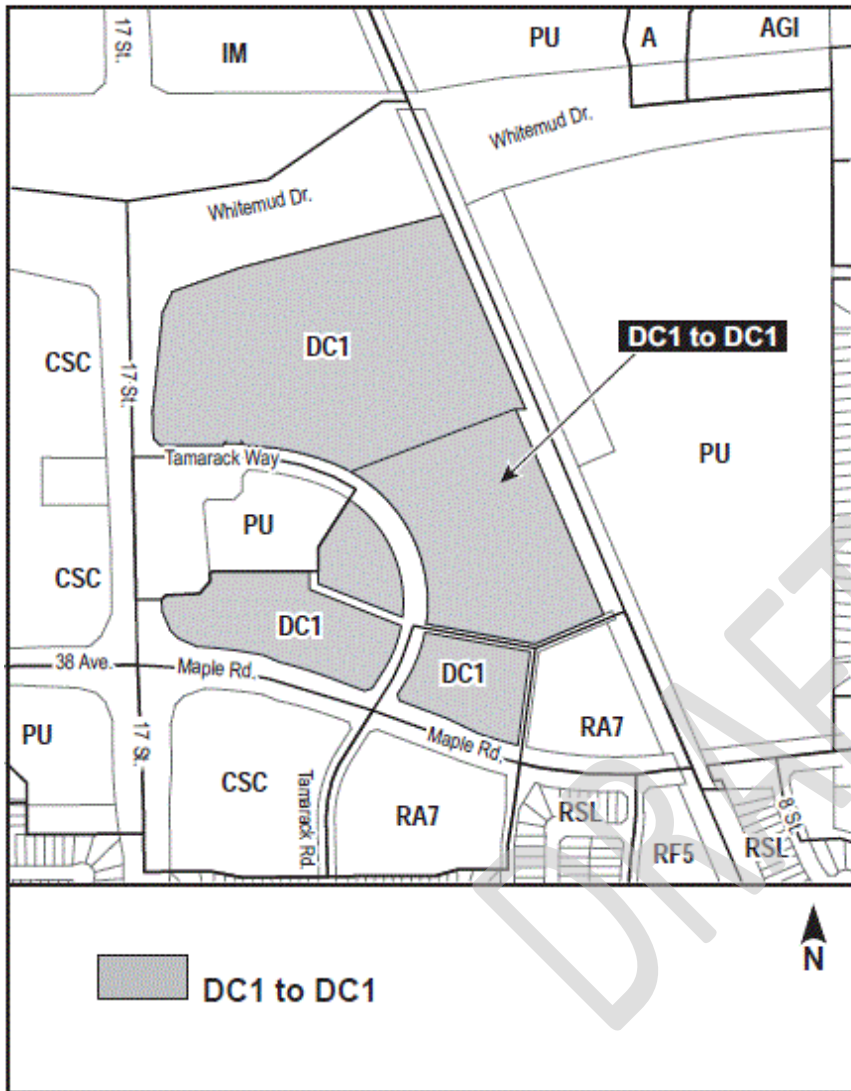 17 St.
IM
PU
A
AGI
Whitemud Dr.
Whitemud Dr.
DC1
DC1 to DC1
CSC
17 St.
PU
Tamarack Way
PU
CSC
DC1
38 Ave.
Maple Rd.
DC1
PU
17 St.
Maple Rd.
RA7
CSC
Tamarack Rd.
RA7
RSL
RF5
RSL
8 St.
DRAFT
N
DC1 to DC1